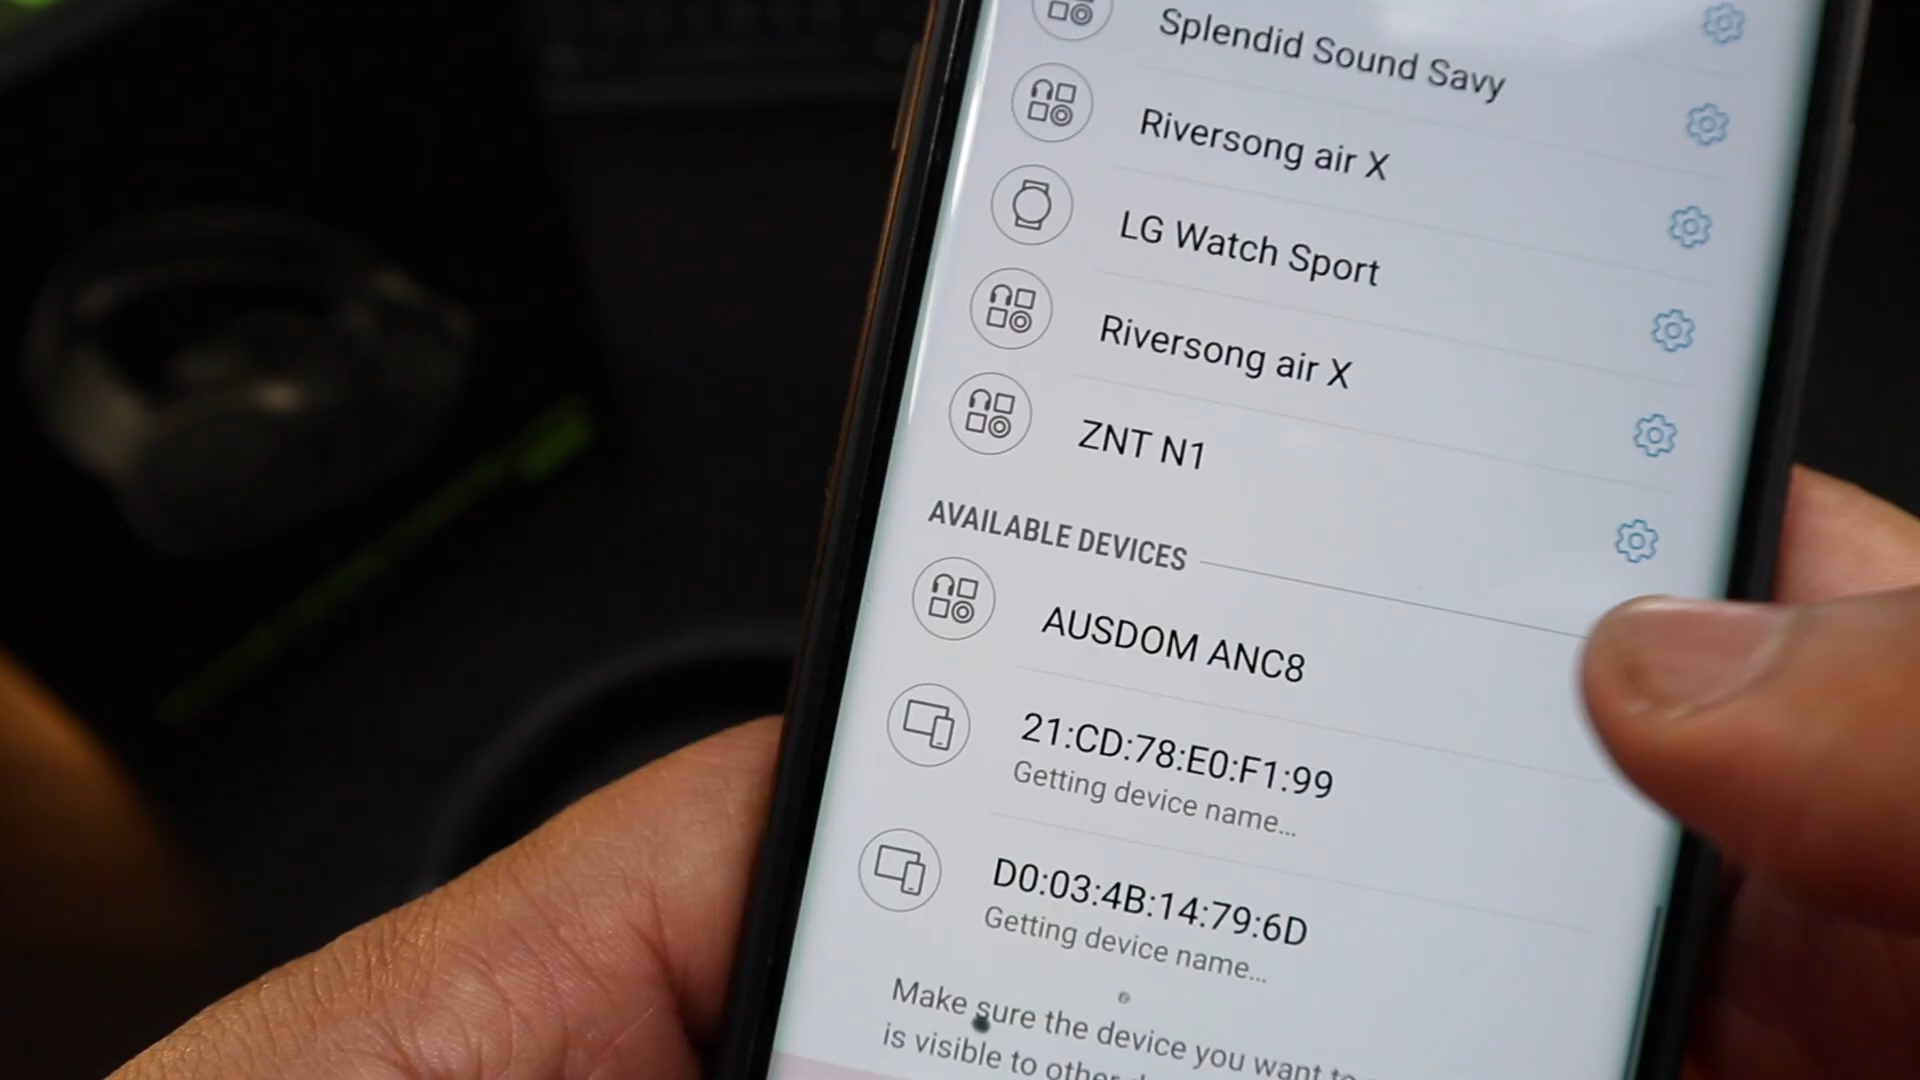 Splendid Sound Savy
Riversong air X
LG Watch Sport
Riversong air X
ZNT N1
AVAILABLE DEVICES
AUSDOM ANC8
21:CD:78:E0:F1:99
Getting device name...
D0:03:4B:14:79:6D
Getting device name...
Make sure the device you want to
is visible to other